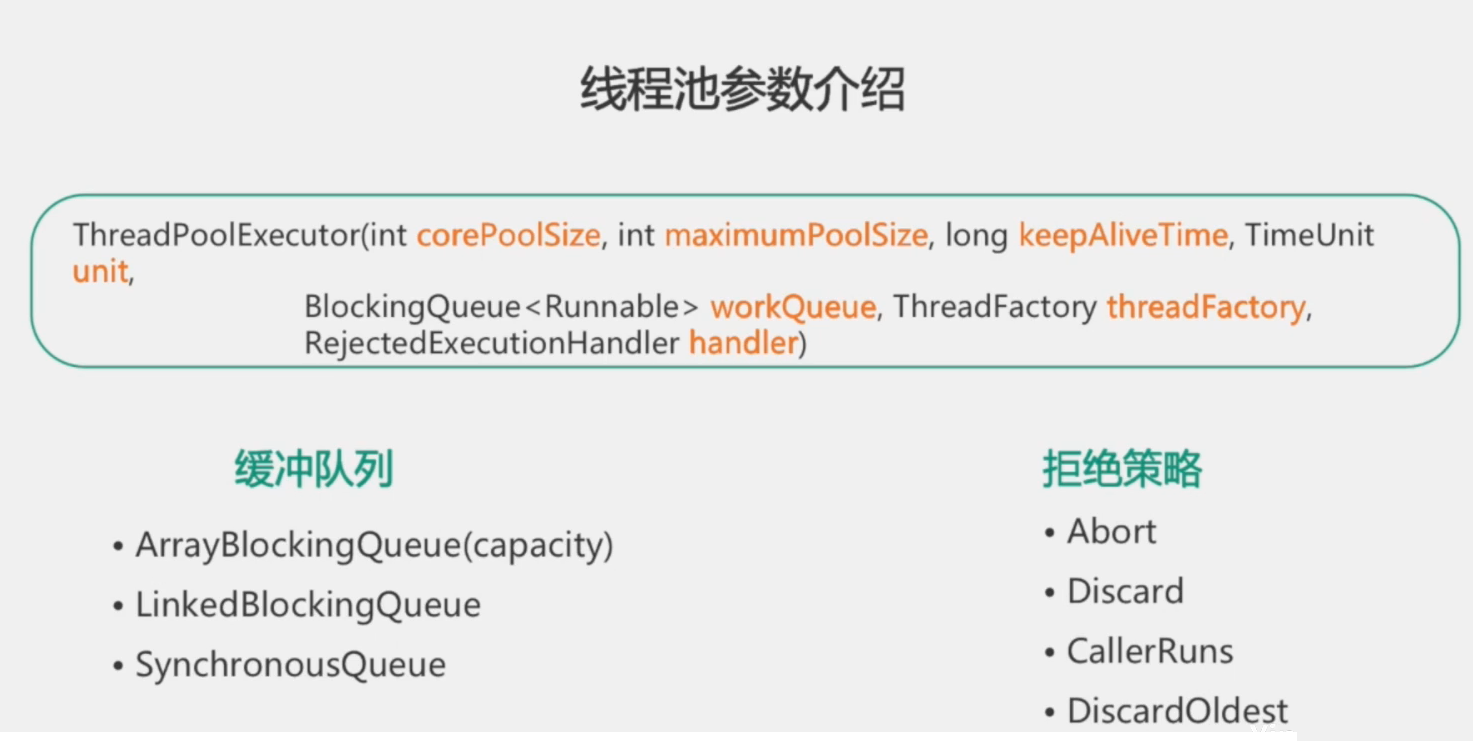 线程池参数介绍
ThreadPoolExecutor(int corePoolSize, int maximumPoolSize, long keepAliveTime, TimeUnit
unit,
BlockingQueue<Runnable> workQueue, ThreadFactory threadFactory,
RejectedExecutionHandler handler)
缓冲队列
• ArrayBlockingQueue(capacity)
• LinkedBlockingQueue
• SynchronousQueue
拒绝策略
• Abort
• Discard
• CallerRuns
• DiscardOldest